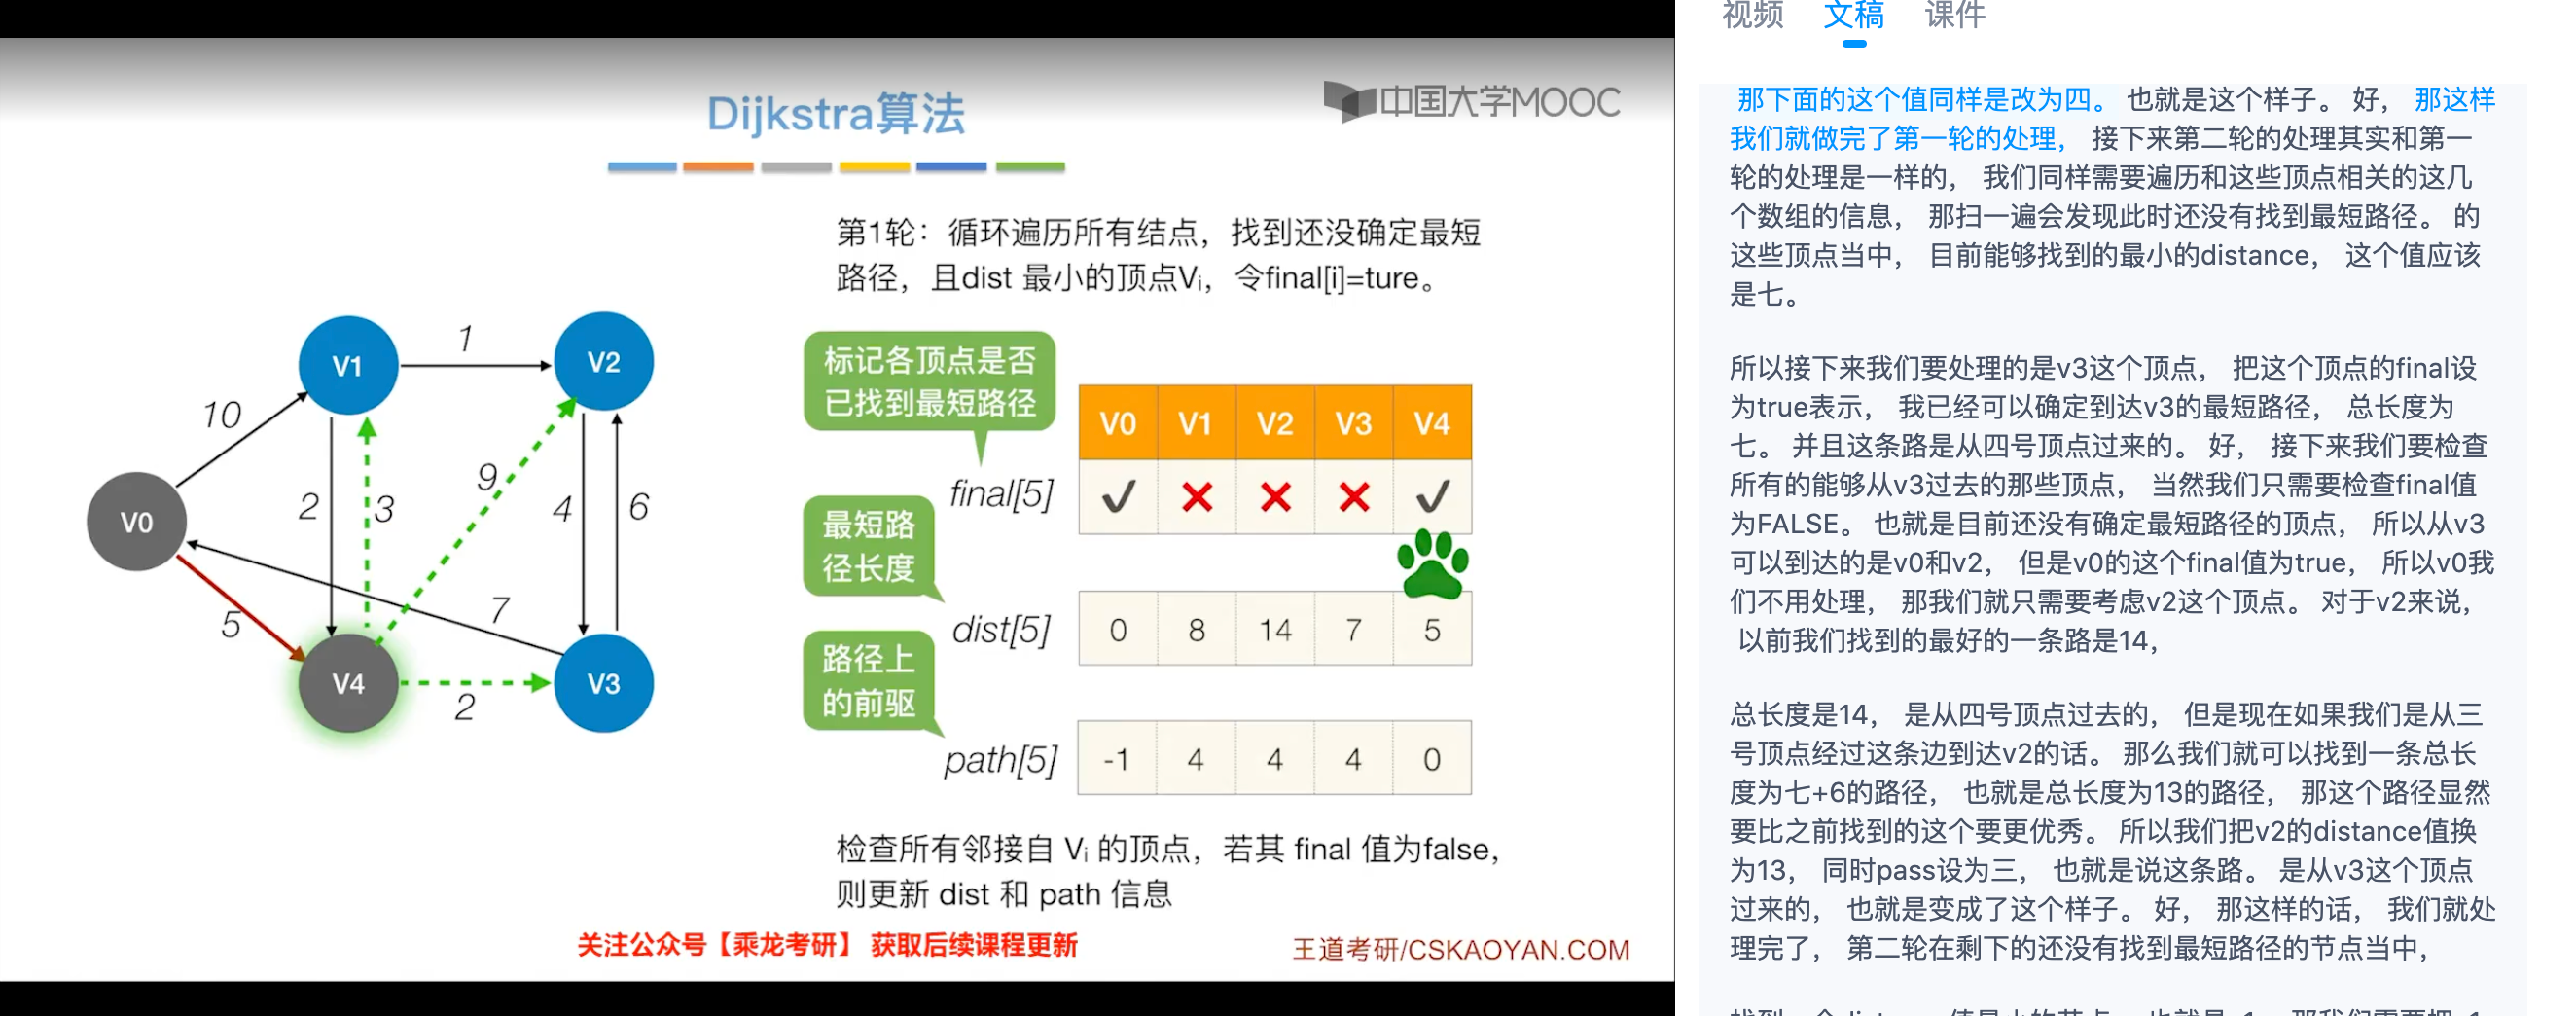 Dijkstra算法
中国大学MOOC
第1轮：循环遍历所有结点，找到还没确定最短
路径，且dist 最小的顶点Vi，令final[i]=ture。
标记各顶点是否
已找到最短路径
V0 V1 V2 V3 V4
final[5]
最短路
径长度
dist[5] 0 8 14 7 5
路径上
的前驱
path[5] -1 4 4 4 0
V1
1
V2
10
2
3
9
4
6
V0
5
7
V4
2
V3
检查所有邻接自 Vi 的顶点，若其 final 值为false，
则更新 dist 和 path 信息
关注公众号【乘龙考研】 获取后续课程更新
王道考研/CSKAOYAN.COM
视频 文稿 课件
那下面的这个值同样是改为四。 也就是这个样子。 好， 那这样
我们就做完了第一轮的处理， 接下来第二轮的处理其实和第一
轮的处理是一样的， 我们同样需要遍历和这些顶点相关的这几
个数组的信息， 那扫一遍会发现此时还没有找到最短路径。 的
这些顶点当中， 目前能够找到的最小的distance， 这个值应该
是七。
所以接下来我们要处理的是v3这个顶点， 把这个顶点的final设
为true表示， 我已经可以确定到达v3的最短路径， 总长度为
七。 并且这条路是从四号顶点过来的。 好， 接下来我们要检查
所有的能够从v3过去的那些顶点， 当然我们只需要检查final值
为FALSE。 也就是目前还没有确定最短路径的顶点， 所以从v3
可以到达的是v0和v2， 但是v0的这个final值为true， 所以v0我
们不用处理， 那我们就只需要考虑v2这个顶点。 对于v2来说，
以前我们找到的最好的一条路是14，
总长度是14， 是从四号顶点过去的， 但是现在如果我们是从三
号顶点经过这条边到达v2的话。 那么我们就可以找到一条总长
度为七+6的路径， 也就是总长度为13的路径， 那这个路径显然
要比之前找到的这个要更优秀。 所以我们把v2的distance值换
为13， 同时pass设为三， 也就是说这条路。 是从v3这个顶点
过来的， 也就是变成了这个样子。 好， 那这样的话， 我们就处
理完了， 第二轮在剩下的还没有找到最短路径的节点当中，